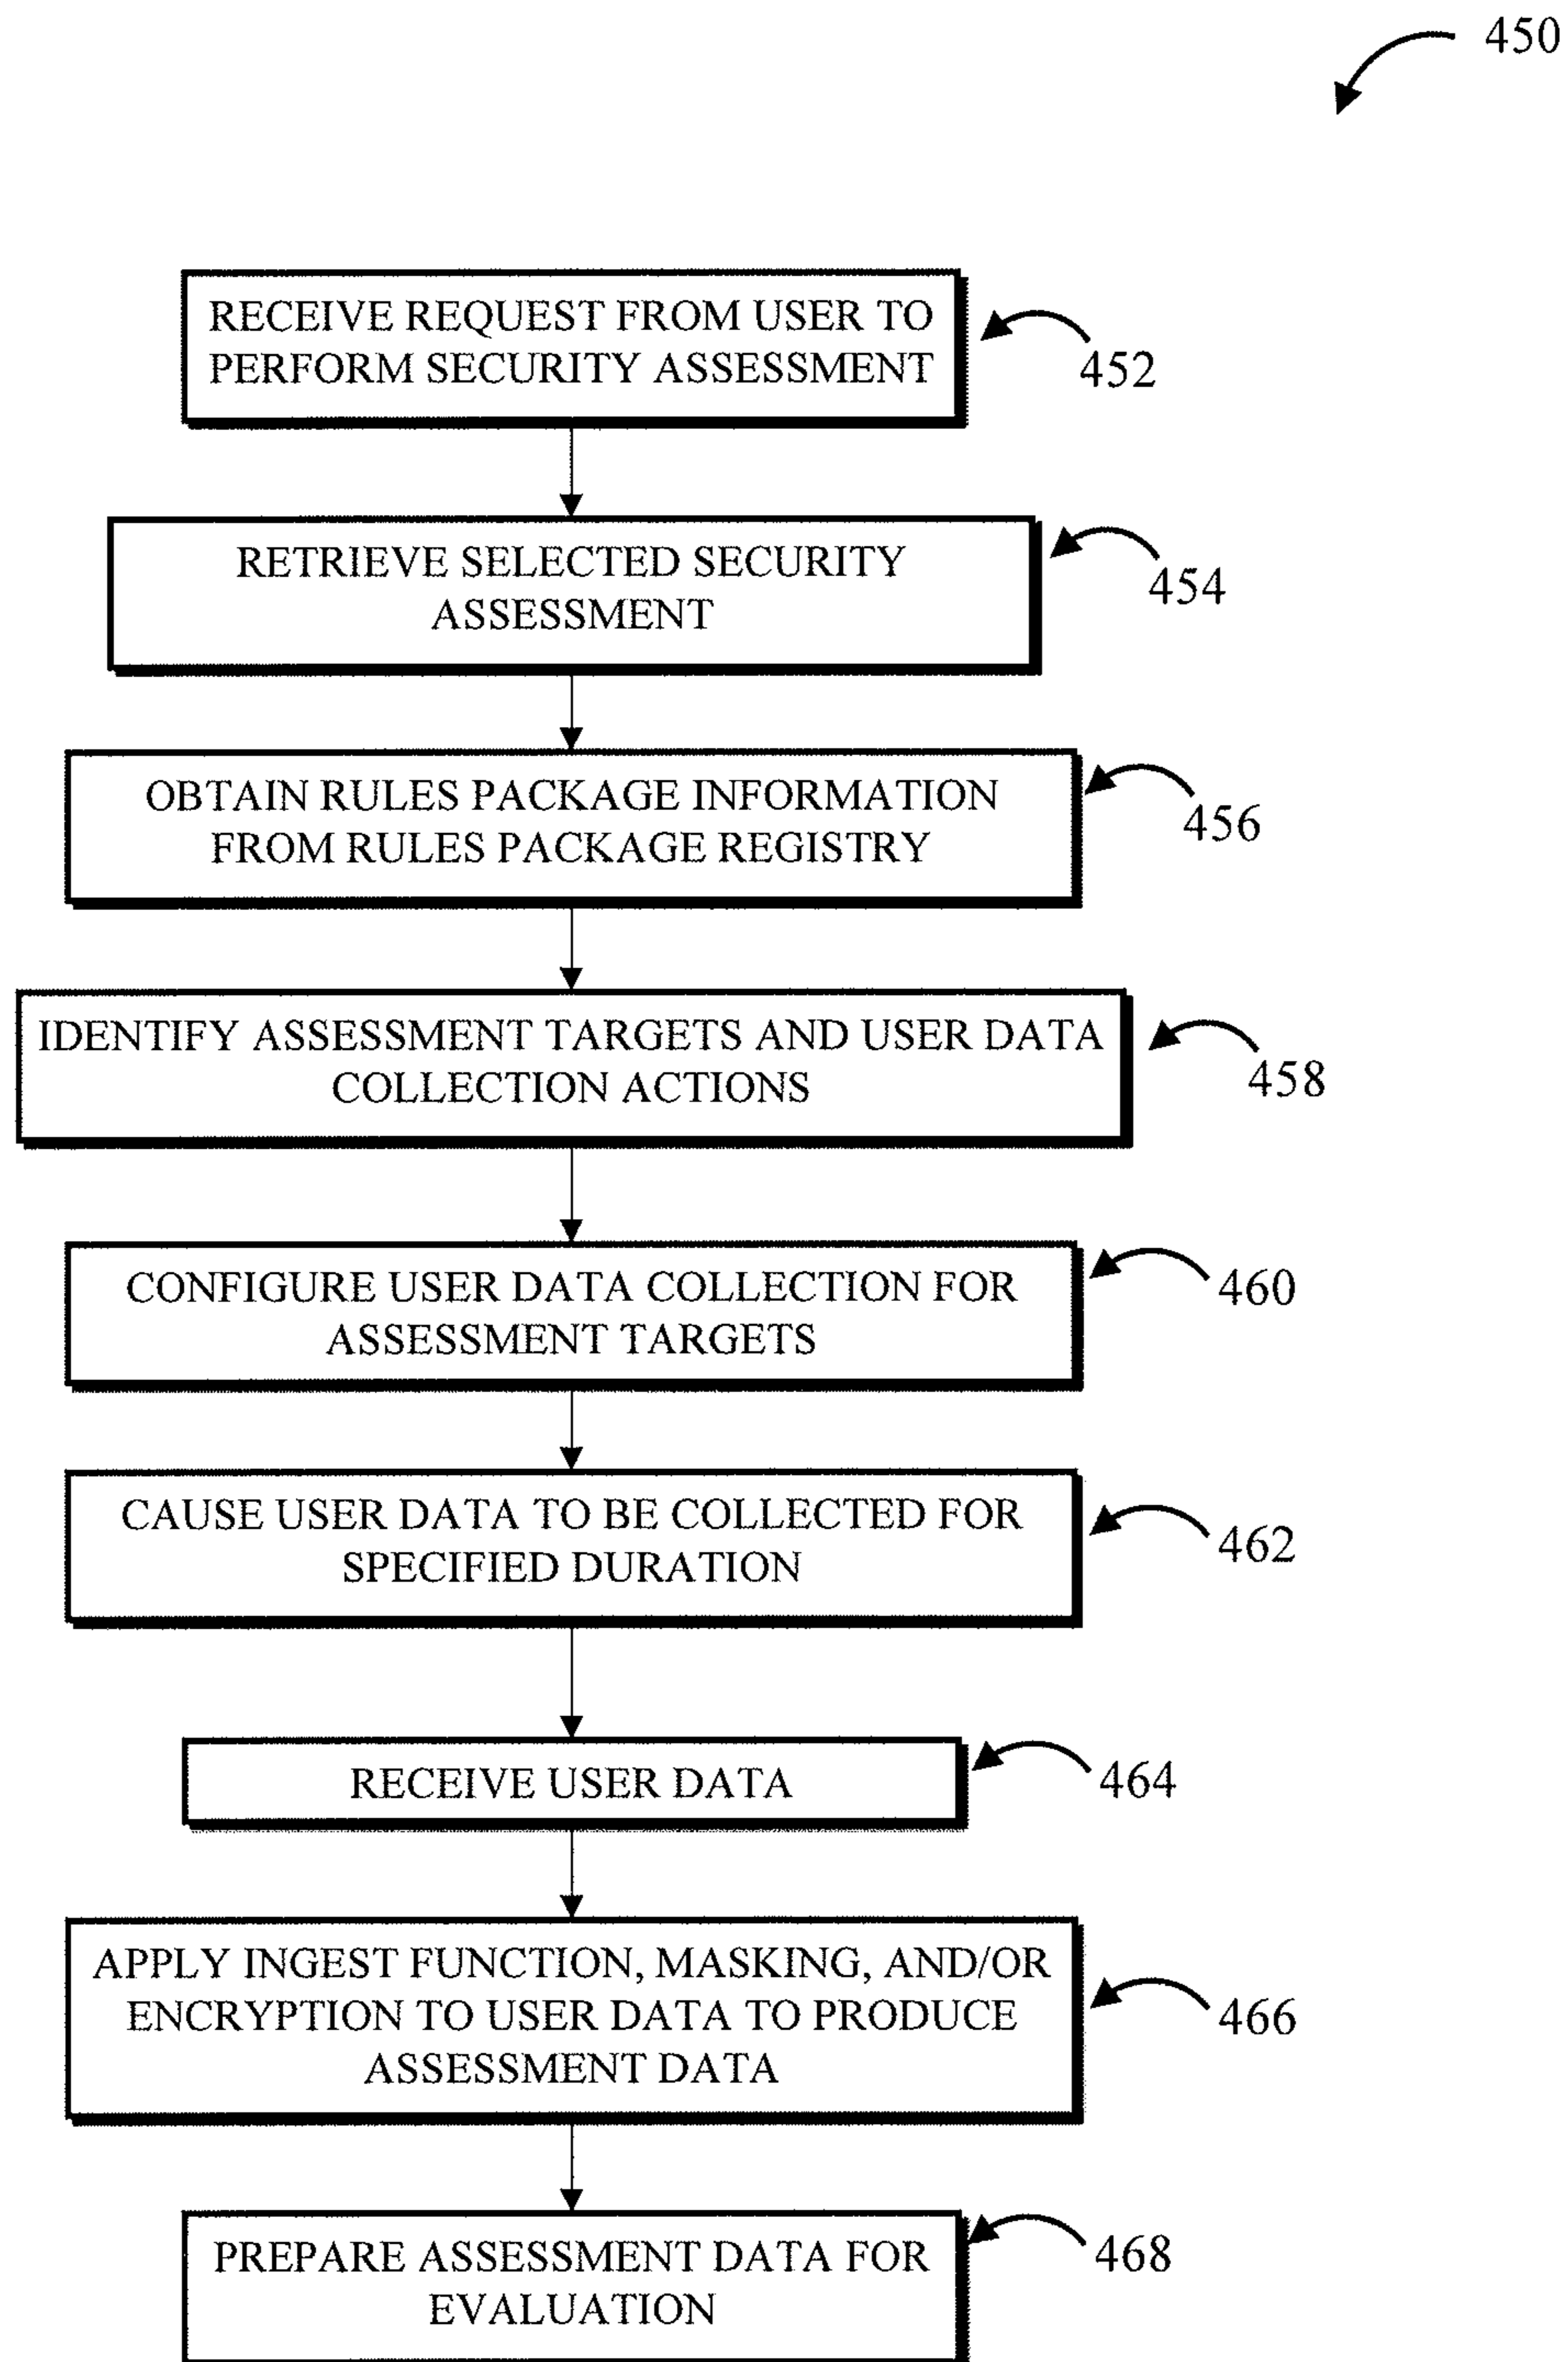 450
RECEIVE REQUEST FROM USER TO
PERFORM SECURITY ASSESSMENT
452
RETRIEVE SELECTED SECURITY
ASSESSMENT
454
OBTAIN RULES PACKAGE INFORMATION
FROM RULES PACKAGE REGISTRY
456
IDENTIFY ASSESSMENT TARGETS AND USER DATA
COLLECTION ACTIONS
458
CONFIGURE USER DATA COLLECTION FOR
ASSESSMENT TARGETS
460
CAUSE USER DATA TO BE COLLECTED FOR
SPECIFIED DURATION
462
RECEIVE USER DATA
464
APPLY INGEST FUNCTION, MASKING, AND/OR
ENCRYPTION TO USER DATA TO PRODUCE
ASSESSMENT DATA
466
PREPARE ASSESSMENT DATA FOR
EVALUATION
468